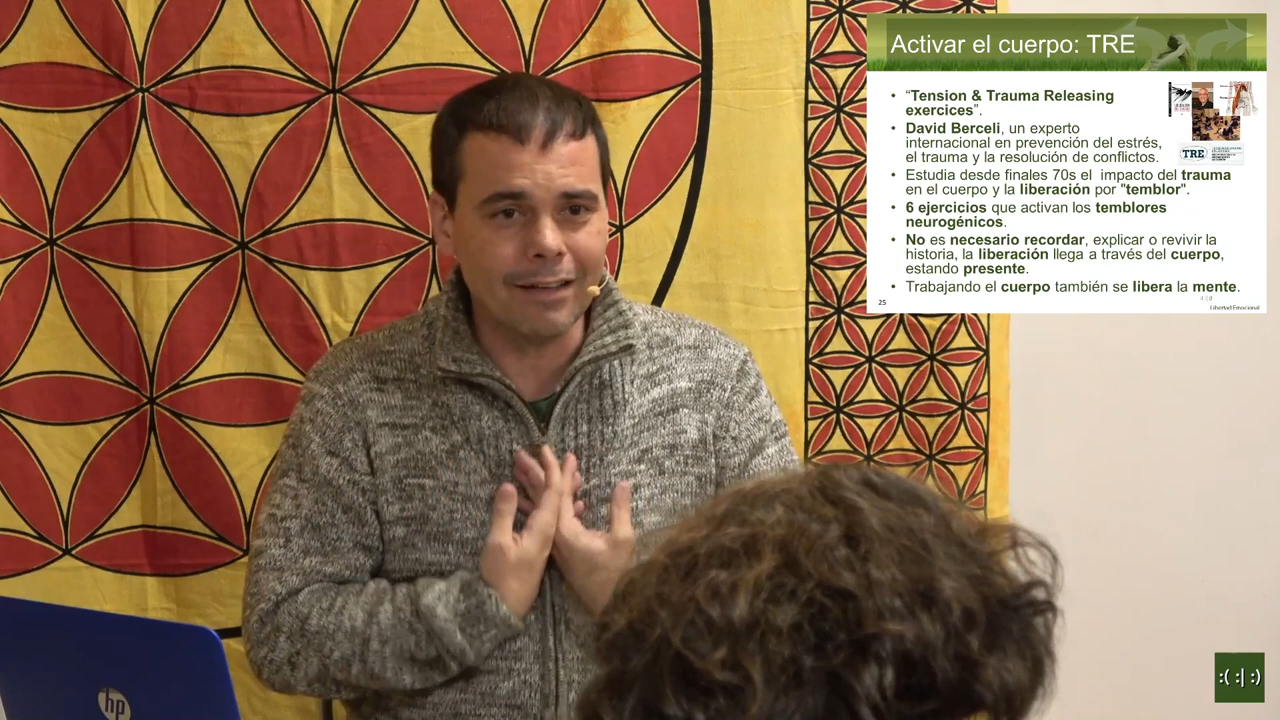 Activar el cuerpo: TRE
• “Tension & Trauma Releasing
exercices”.
• David Berceli, un experto
internacional en prevención del estrés,
el trauma y la resolución de conflictos.
• Estudia desde finales 70s el impacto del trauma
en el cuerpo y la liberación por "temblor".
• 6 ejercicios que activan los temblores
neurogénicos.
• No es necesario recordar, explicar o revivir la
historia, la liberación llega a través del cuerpo,
estando presente.
• Trabajando el cuerpo también se libera la mente.
TRE
25
Libertad Emocional
hp
:( :| :)